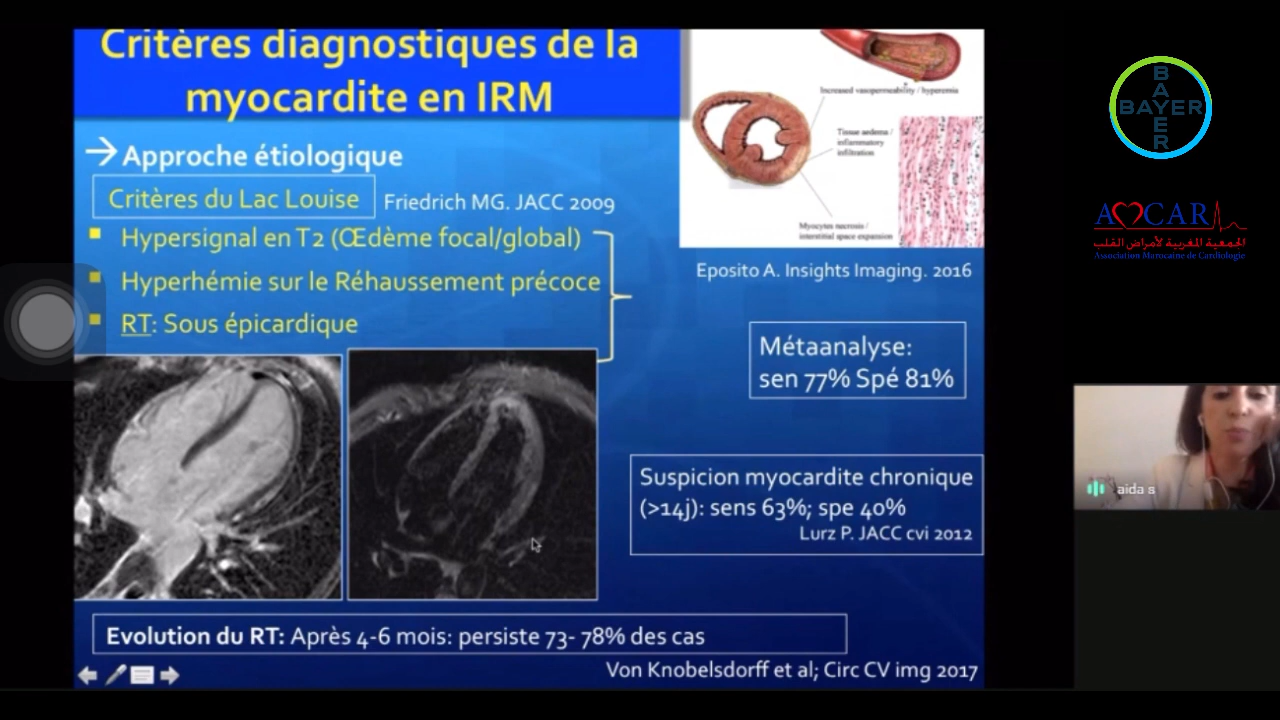 Critères diagnostiques de la
myocardite en IRM
→ Approche étiologique
Critères du Lac Louise
Friedrich MG. JACC 2009
Hypersignal en T2 (Œdème focal/global)
Hyperhémie sur le Réhaussement précoce
RT: Sous épicardique
Increased vasopermeability / hyperemia
Tissue aedema /
inflammatory
infiltration
Myocytes necrosis /
interstitial space expansion
Eposito A. Insights Imaging. 2016
Métaanalyse:
sen 77% Spé 81%
Suspicion myocardite chronique
(>14j): sens 63%; spe 40%
Lurz P. JACC cvi 2012
Evolution du RT: Après 4-6 mois: persiste 73- 78% des cas
Von Knobelsdorff et al; Circ CV img 2017
BAYER
BAYER
AMCAR
الجمعية المغربية لأمراض القلب
Association Marocaine de Cardiologie
aida s